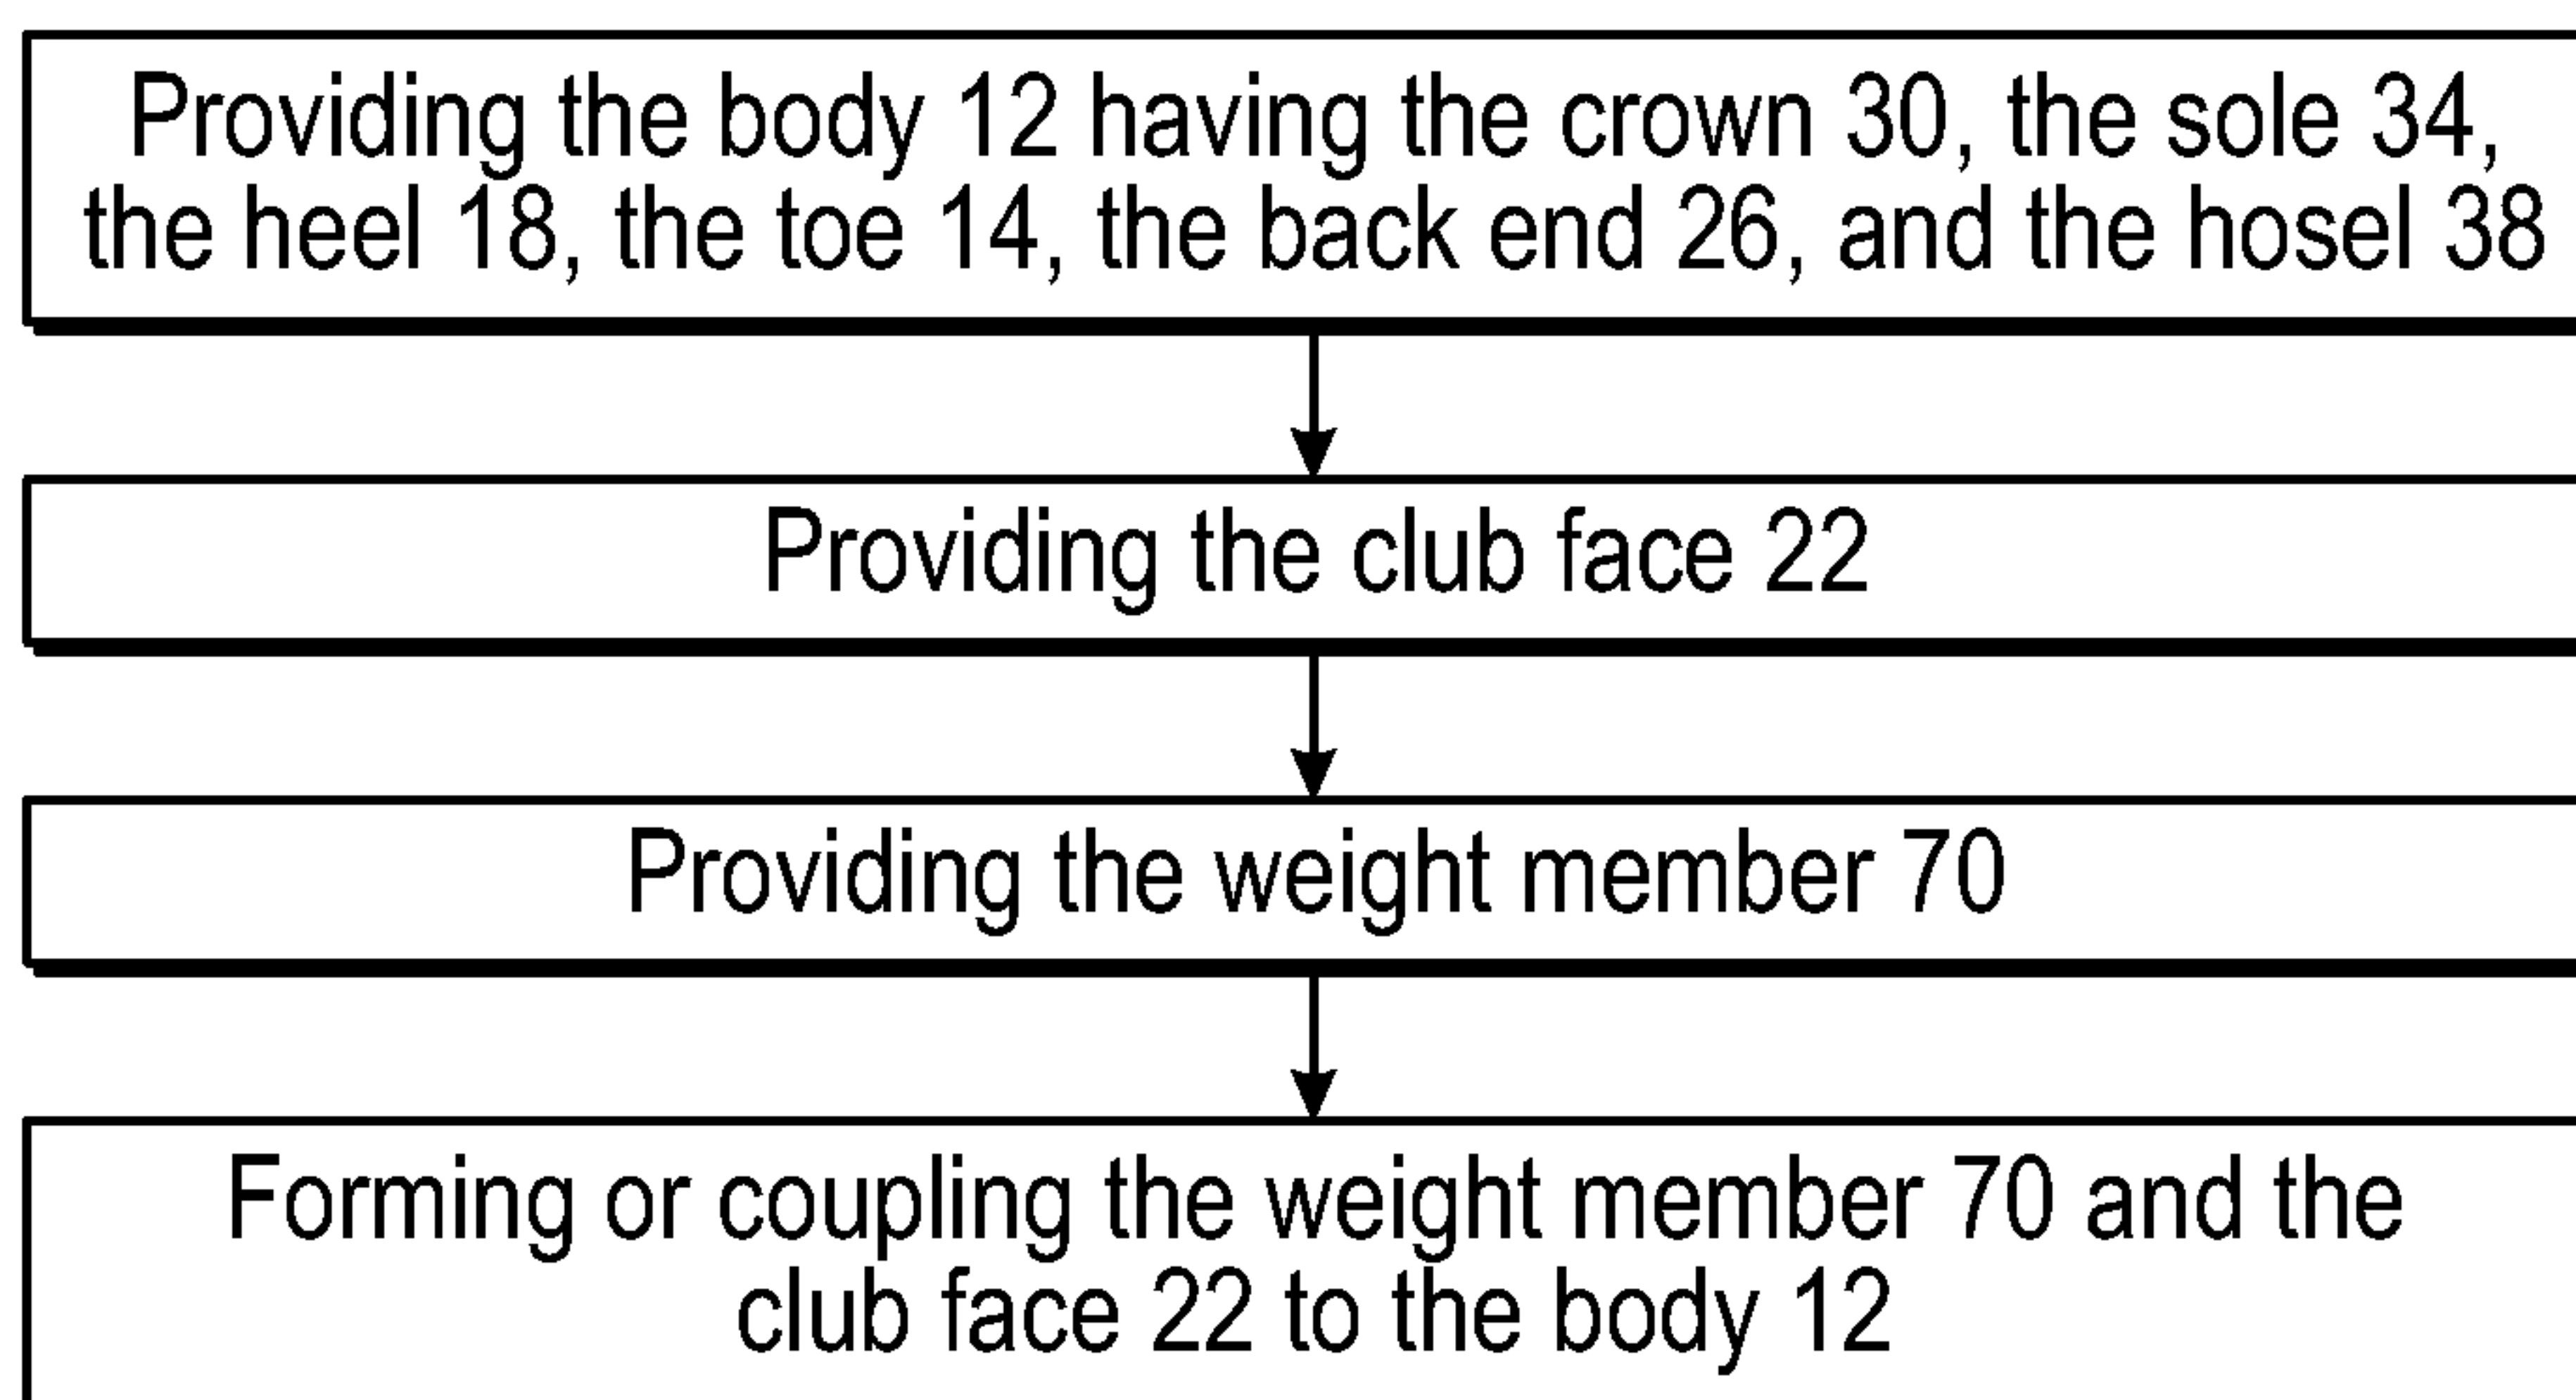 Providing the body 12 having the crown 30, the sole 34,
the heel 18, the toe 14, the back end 26, and the hosel 38
Providing the club face 22
Providing the weight member 70
Forming or coupling the weight member 70 and the
club face 22 to the body 12